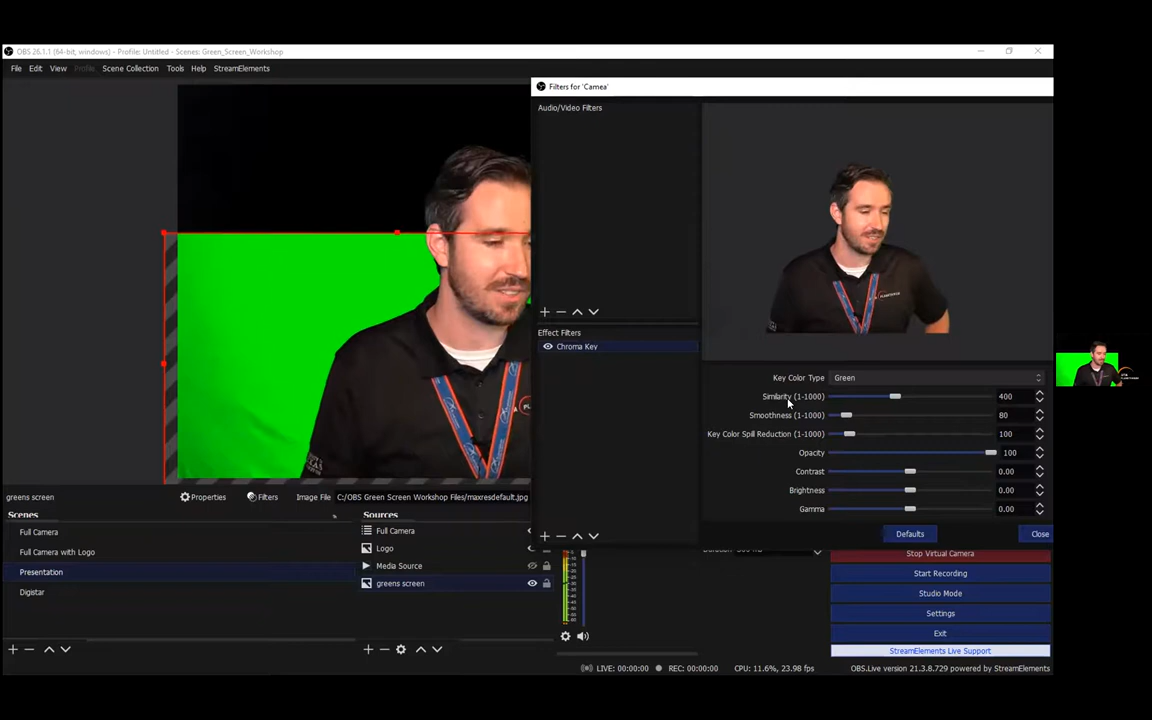 OBS 26.1.1 (64-bit, windows) - Profile: Untitled - Scenes: Green_Screen_Workshop
File Edit View Profile Scene Collection Tools Help StreamElements
Filters for 'Camea'
Audio/Video Filters
Effect Filters
Chroma Key
Key Color Type Green
Similarity (1-1000) 400
Smoothness (1-1000) 80
Key Color Spill Reduction (1-1000) 100
Opacity 100
Contrast 0.00
Brightness 0.00
Gamma 0.00
Defaults Close
greens screen Properties Filters Image File C:/OBS Green Screen Workshop Files/maxresdefault.jpg
Scenes
Full Camera
Full Camera with Logo
Presentation
Digistar
Sources
Full Camera
Logo
Media Source
greens screen
Stop Virtual Camera
Start Recording
Studio Mode
Settings
Exit
StreamElements Live Support
LIVE: 00:00:00 REC: 00:00:00 CPU: 11.6%, 23.98 fps OBS.Live version 21.3.8.729 powered by StreamElements